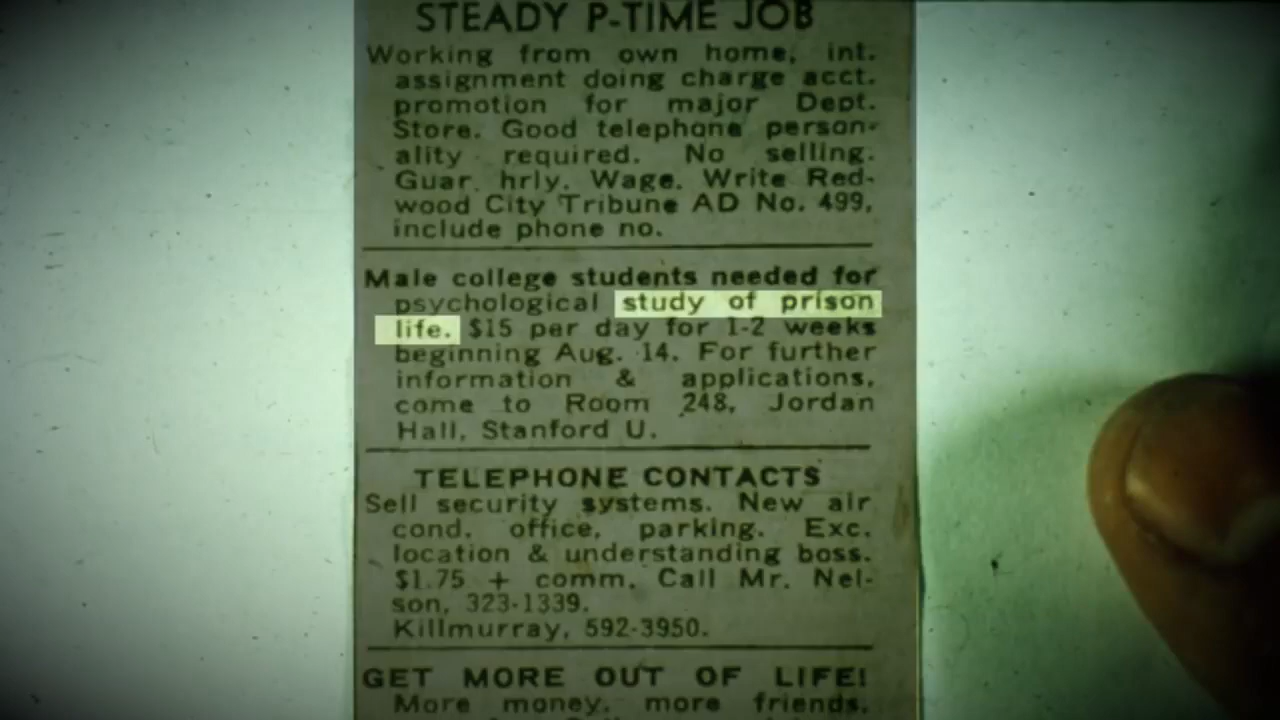 STEADY P-TIME JOB
Working from own home, int.
assignment doing charge acct.
promotion for major Dept.
Store. Good telephone person-
ality required. No selling.
Guar. hrly. Wage. Write Red-
wood City Tribune AD No. 499,
include phone no.
Male college students needed for
psychological study of prison
life. $15 per day for 1-2 weeks
beginning Aug. 14. For further
information & applications,
come to Room 248, Jordan
Hall, Stanford U.
TELEPHONE CONTACTS
Sell security systems. New air
cond. office, parking. Exc.
location & understanding boss.
$1.75 + comm. Call Mr. Nel-
son, 323-1339.
Killmurray, 592-3950.
GET MORE OUT OF LIFE!
More money, more friends,